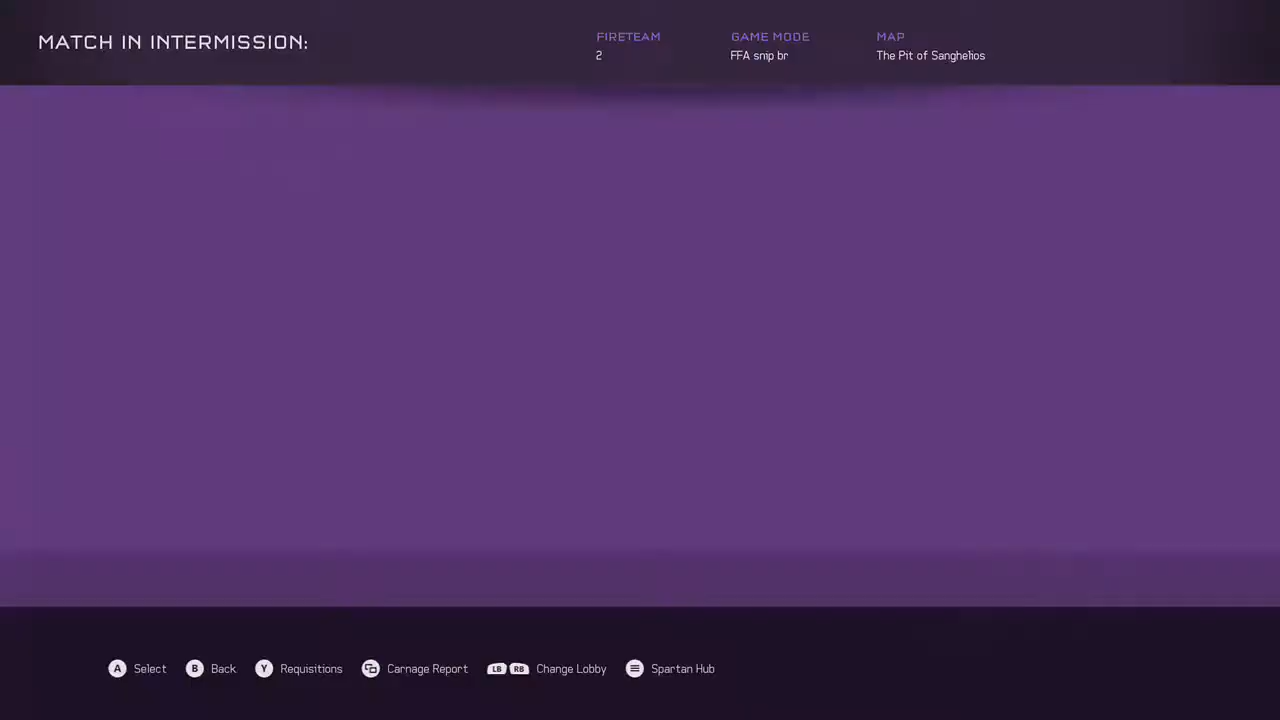 MATCH IN INTERMISSION:
FIRETEAM
2
GAME MODE
FFA snip br
MAP
The Pit of Sanghelios
A Select B Back Y Requisitions Carnage Report LB RB Change Lobby Spartan Hub